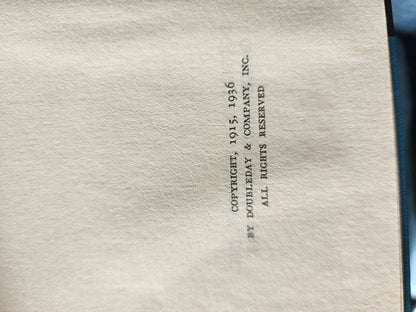 COPYRIGHT, 1915, 1936
BY DOUBLEDAY & COMPANY, INC.
ALL RIGHTS RESERVED